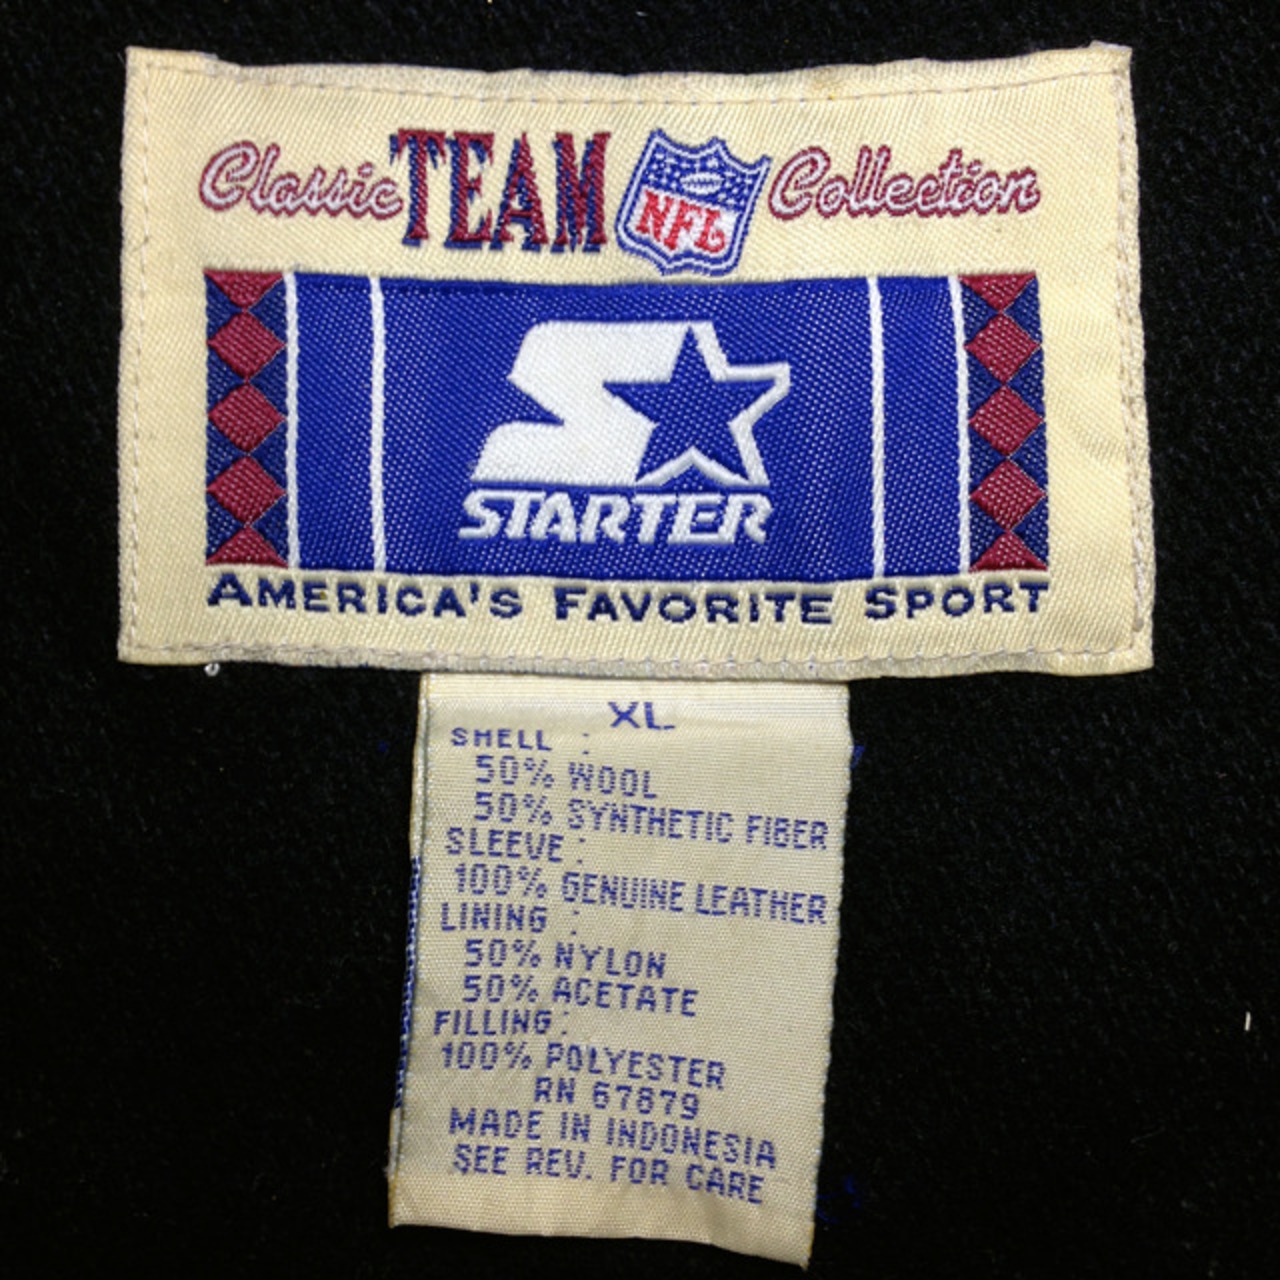 Classic TEAM NFL Collection
STARTER
AMERICA'S FAVORITE SPORT
XL
SHELL :
50% WOOL
50% SYNTHETIC FIBER
SLEEVE :
100% GENUINE LEATHER
LINING :
50% NYLON
50% ACETATE
FILLING :
100% POLYESTER
RN 67879
MADE IN INDONESIA
SEE REV. FOR CARE